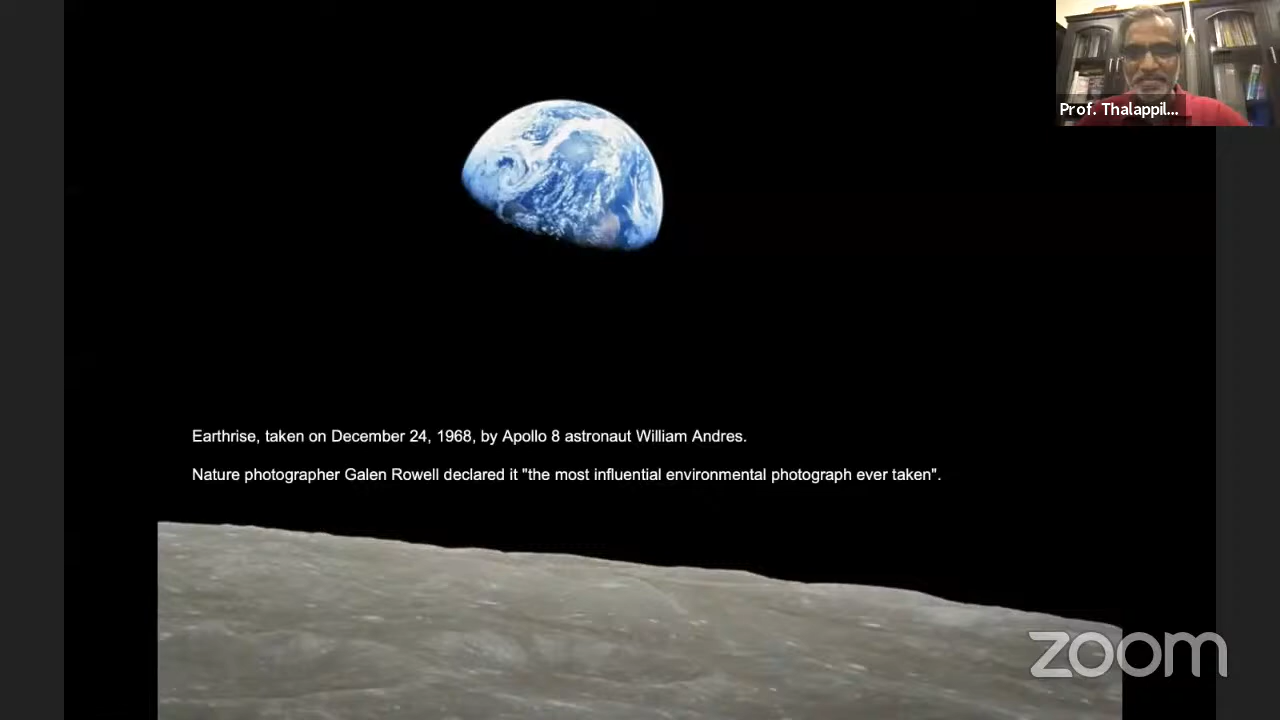 Prof. Thalappil...
Earthrise, taken on December 24, 1968, by Apollo 8 astronaut William Andres.
Nature photographer Galen Rowell declared it "the most influential environmental photograph ever taken".
zoom